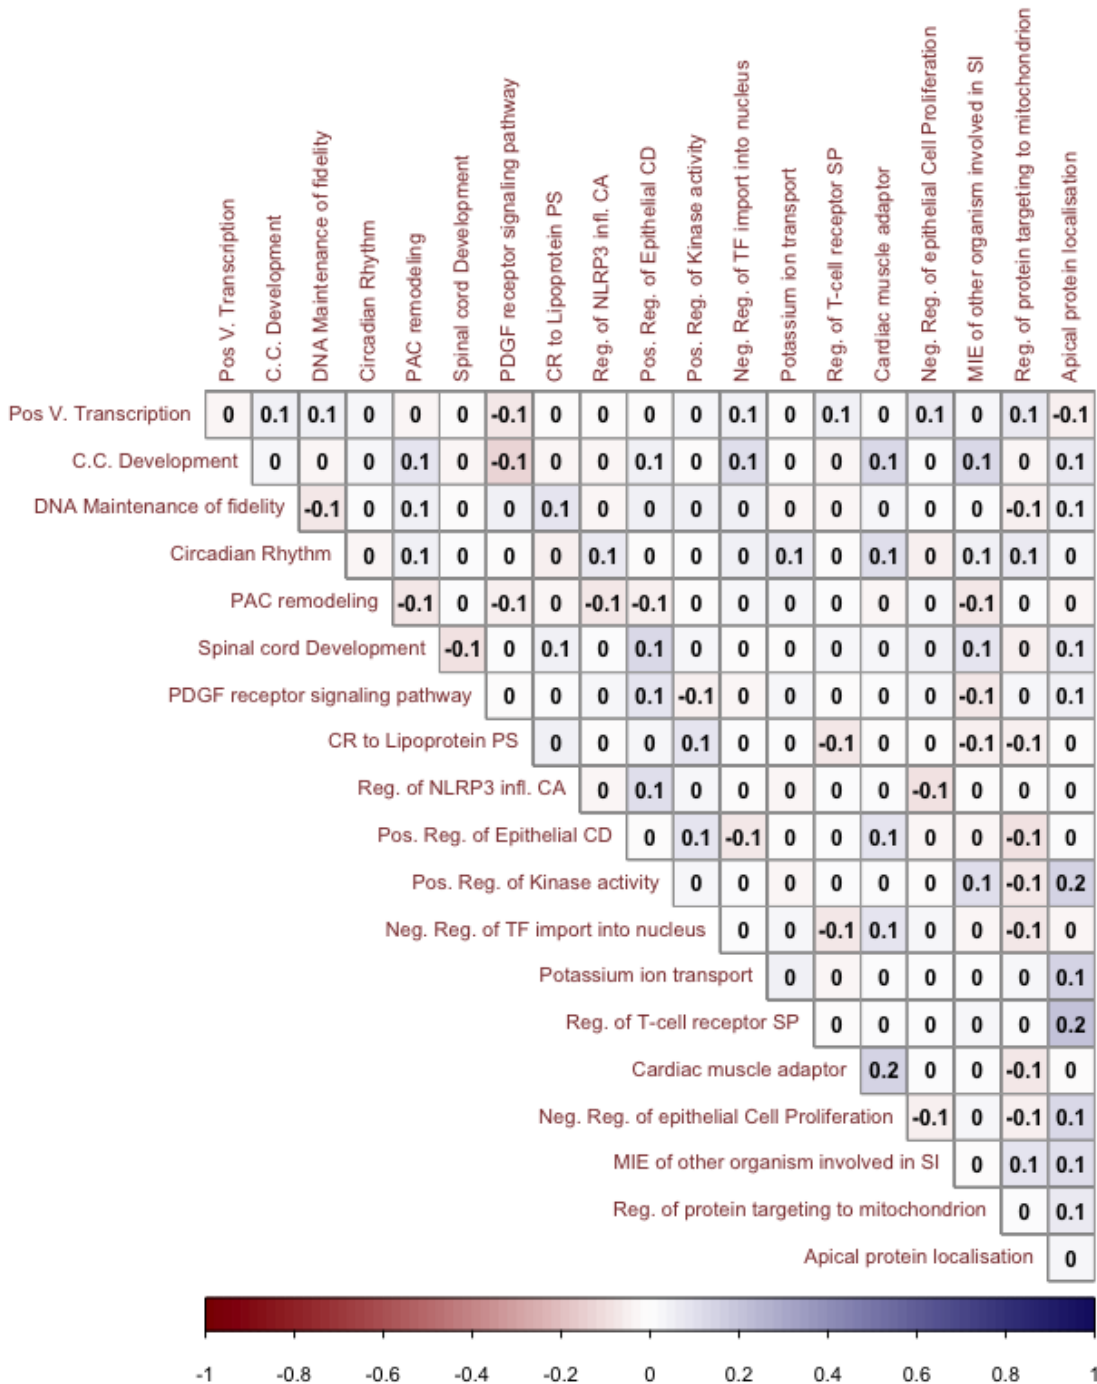 Pos V. Transcription
C.C. Development
DNA Maintenance of fidelity
Circadian Rhythm
PAC remodeling
Spinal cord Development
PDGF receptor signaling pathway
CR to Lipoprotein PS
Reg. of NLRP3 infl. CA
Pos. Reg. of Epithelial CD
Pos. Reg. of Kinase activity
Neg. Reg. of TF import into nucleus
Potassium ion transport
Reg. of T-cell receptor SP
Cardiac muscle adaptor
Neg. Reg. of epithelial Cell Proliferation
MIE of other organism involved in SI
Reg. of protein targeting to mitochondrion
Apical protein localisation
Pos V. Transcription 0 0.1 0.1 0 0 0 -0.1 0 0 0 0 0.1 0 0.1 0 0.1 0 0.1 -0.1
C.C. Development 0 0 0 0.1 0 -0.1 0 0 0.1 0 0.1 0 0 0.1 0 0.1 0 0.1
DNA Maintenance of fidelity -0.1 0 0.1 0 0 0.1 0 0 0 0 0 0 0 0 0 -0.1 0.1
Circadian Rhythm 0 0.1 0 0 0 0.1 0 0 0 0.1 0 0.1 0 0.1 0.1 0
PAC remodeling -0.1 0 -0.1 0 -0.1 -0.1 0 0 0 0 0 0 -0.1 0 0
Spinal cord Development -0.1 0 0.1 0 0.1 0 0 0 0 0 0 0.1 0 0.1
PDGF receptor signaling pathway 0 0 0 0.1 -0.1 0 0 0 0 0 -0.1 0 0.1
CR to Lipoprotein PS 0 0 0 0.1 0 0 -0.1 0 0 -0.1 -0.1 0
Reg. of NLRP3 infl. CA 0 0.1 0 0 0 0 0 -0.1 0 0 0
Pos. Reg. of Epithelial CD 0 0.1 -0.1 0 0 0.1 0 0 -0.1 0
Pos. Reg. of Kinase activity 0 0 0 0 0 0 0.1 -0.1 0.2
Neg. Reg. of TF import into nucleus 0 0 -0.1 0.1 0 0 -0.1 0
Potassium ion transport 0 0 0 0 0 0 0.1
Reg. of T-cell receptor SP 0 0 0 0 0 0.2
Cardiac muscle adaptor 0.2 0 0 -0.1 0
Neg. Reg. of epithelial Cell Proliferation -0.1 0 -0.1 0.1
MIE of other organism involved in SI 0 0.1 0.1
Reg. of protein targeting to mitochondrion 0 0.1
Apical protein localisation 0
-1 -0.8 -0.6 -0.4 -0.2 0 0.2 0.4 0.6 0.8 1